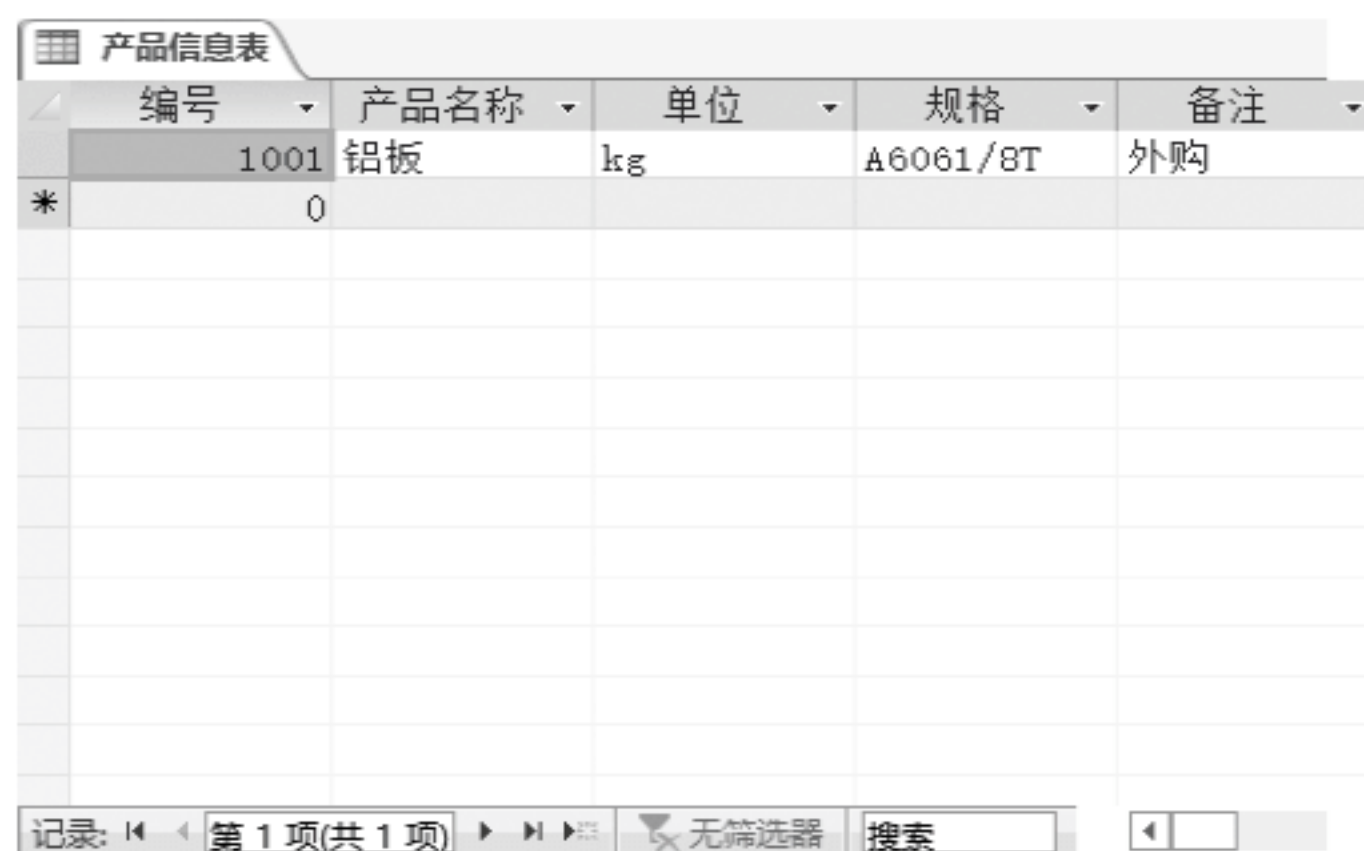 产品信息表
编号 产品名称 单位 规格 备注
1001 铝板 kg A6061/8T 外购
* 0
记录: 第 1 项(共 1 项) 无筛选器 搜索